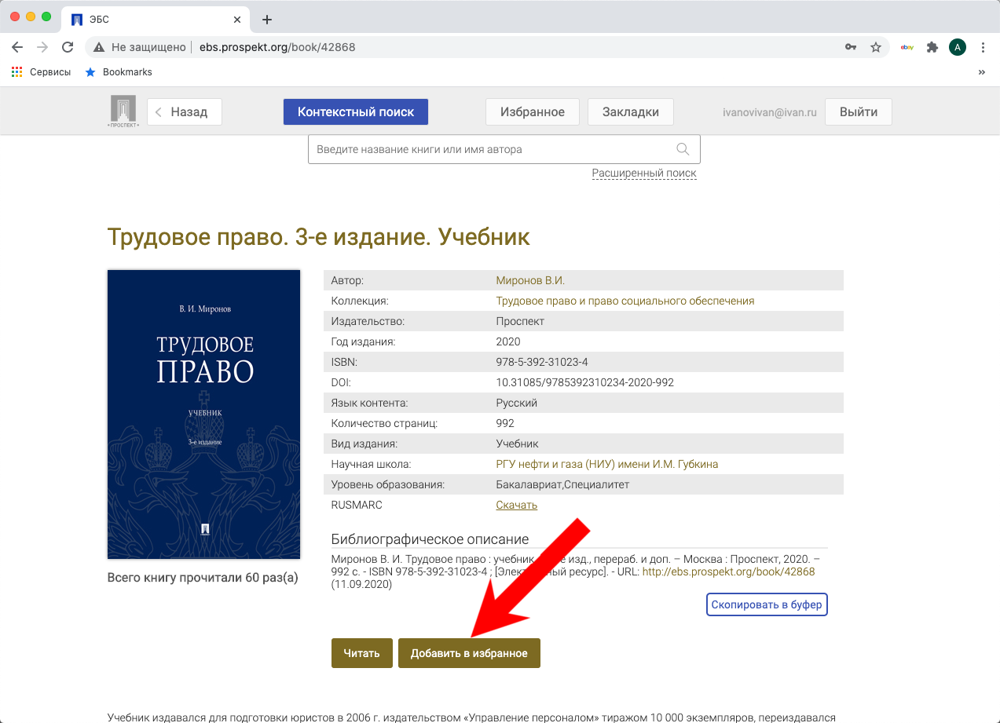 ЭБС
Не защищено ebs.prospekt.org/book/42868
ebay
A
Сервисы Bookmarks »
ПРОСПЕКТ
Назад Контекстный поиск Избранное Закладки ivanovivan@ivan.ru Выйти
Введите название книги или имя автора
Расширенный поиск
Трудовое право. 3-е издание. Учебник
В. И. Миронов
ТРУДОВОЕ
ПРАВО
УЧЕБНИК
3-е издание
Всего книгу прочитали 60 раз(а)
Автор: Миронов В.И.
Коллекция: Трудовое право и право социального обеспечения
Издательство: Проспект
Год издания: 2020
ISBN: 978-5-392-31023-4
DOI: 10.31085/9785392310234-2020-992
Язык контента: Русский
Количество страниц: 992
Вид издания: Учебник
Научная школа: РГУ нефти и газа (НИУ) имени И.М. Губкина
Уровень образования: Бакалавриат,Специалитет
RUSMARC Скачать
Библиографическое описание
Миронов В. И. Трудовое право : учебник. изд., перераб. и доп. – Москва : Проспект, 2020. –
992 с. - ISBN 978-5-392-31023-4 ; ресурс]. - URL: http://ebs.prospekt.org/book/42868
(11.09.2020)
Скопировать в буфер
Читать Добавить в избранное
Учебник издавался для подготовки юристов в 2006 г. издательством «Управление персоналом» тиражом 10 000 экземпляров, переиздавался